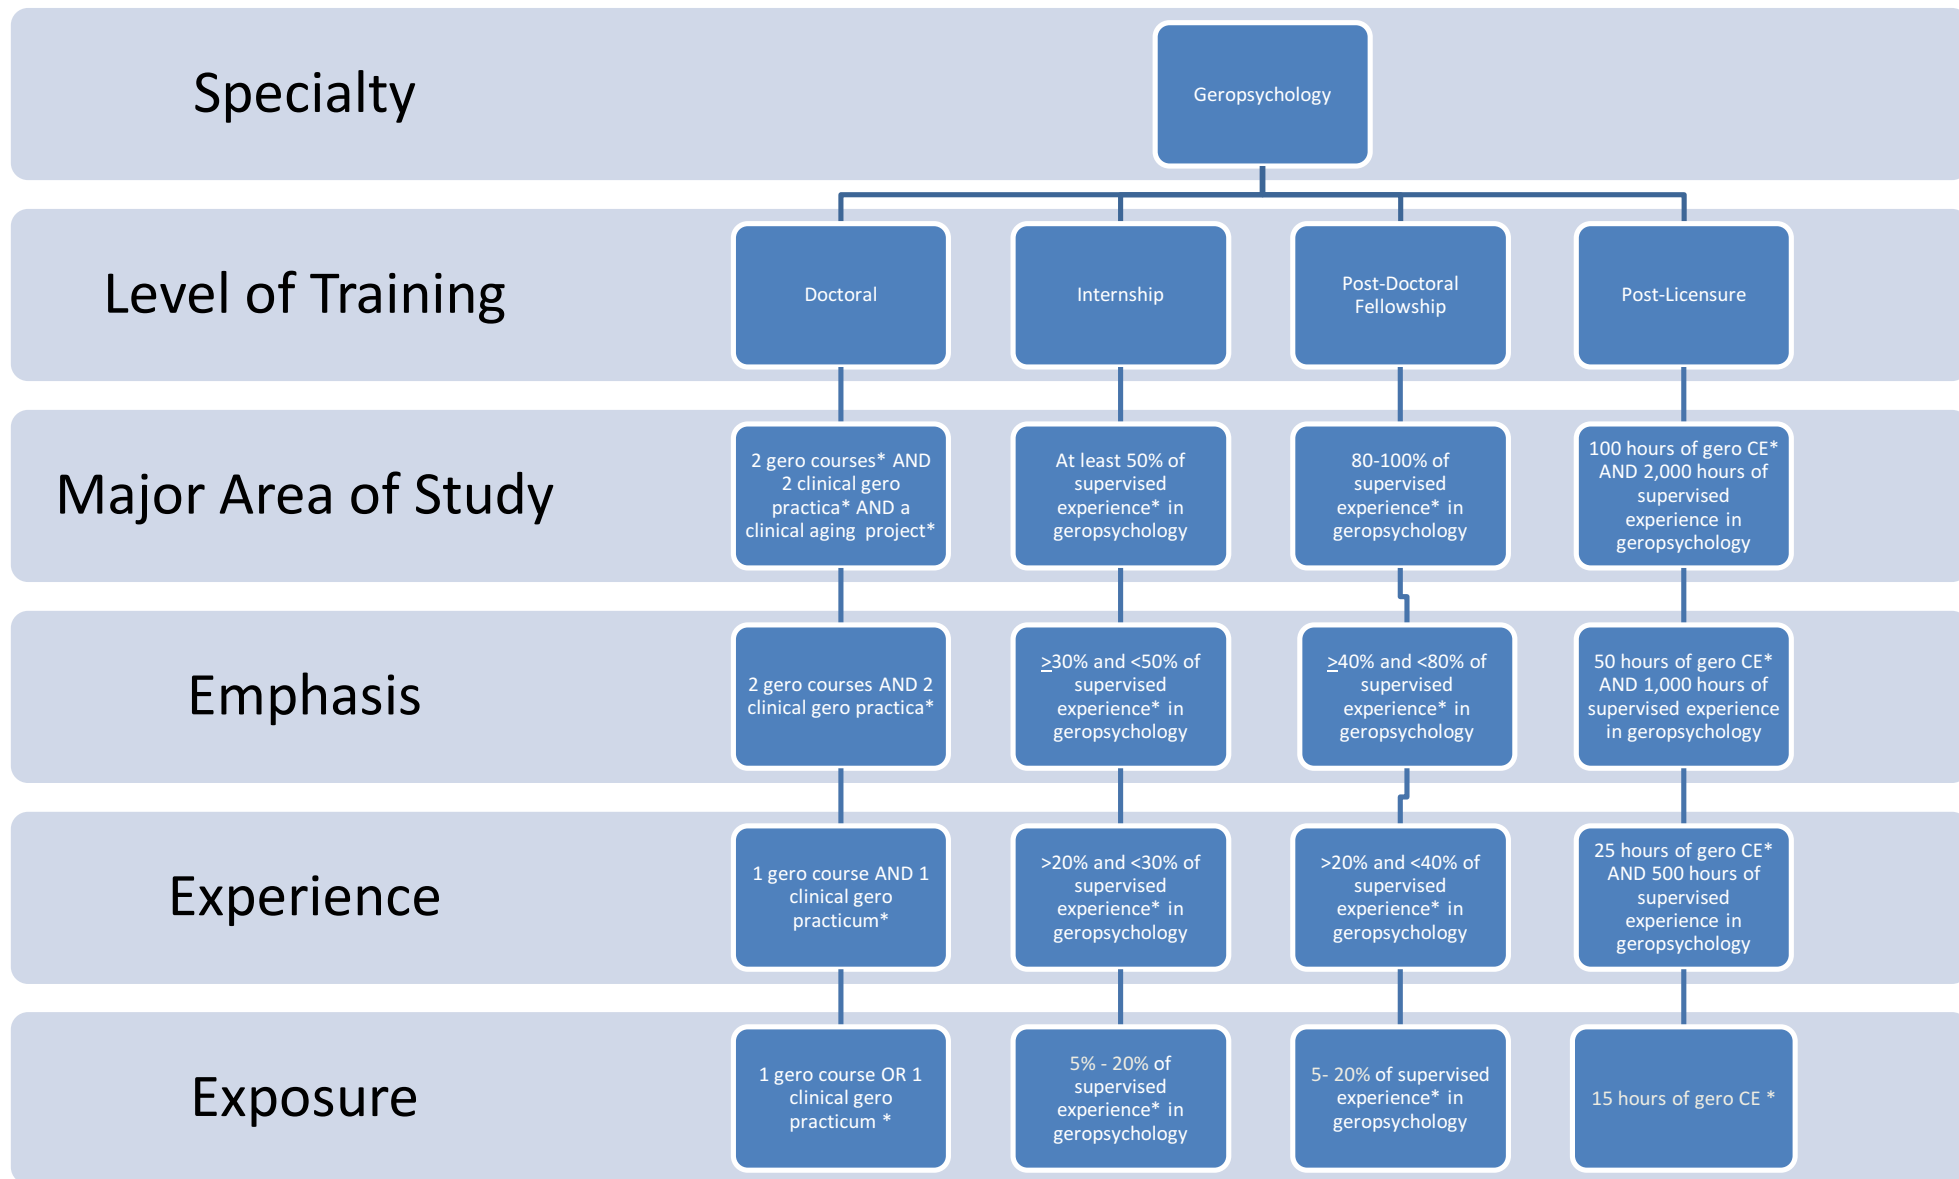 Specialty
Geropsychology
Level of Training
Doctoral
Internship
Post-Doctoral
Fellowship
Post-Licensure
Major Area of Study
2 gero courses* AND
2 clinical gero
practica* AND a
clinical aging project*
At least 50% of
supervised
experience* in
geropsychology
80-100% of
supervised
experience* in
geropsychology
100 hours of gero CE*
AND 2,000 hours of
supervised
experience in
geropsychology
Emphasis
2 gero courses AND 2
clinical gero practica*
≥30% and <50% of
supervised
experience* in
geropsychology
≥40% and <80% of
supervised
experience* in
geropsychology
50 hours of gero CE*
AND 1,000 hours of
supervised experience
in geropsychology
Experience
1 gero course AND 1
clinical gero
practicum*
>20% and <30% of
supervised
experience* in
geropsychology
>20% and <40% of
supervised
experience* in
geropsychology
25 hours of gero CE*
AND 500 hours of
supervised
experience in
geropsychology
Exposure
1 gero course OR 1
clinical gero
practicum *
5% - 20% of
supervised
experience* in
geropsychology
5- 20% of supervised
experience* in
geropsychology
15 hours of gero CE *